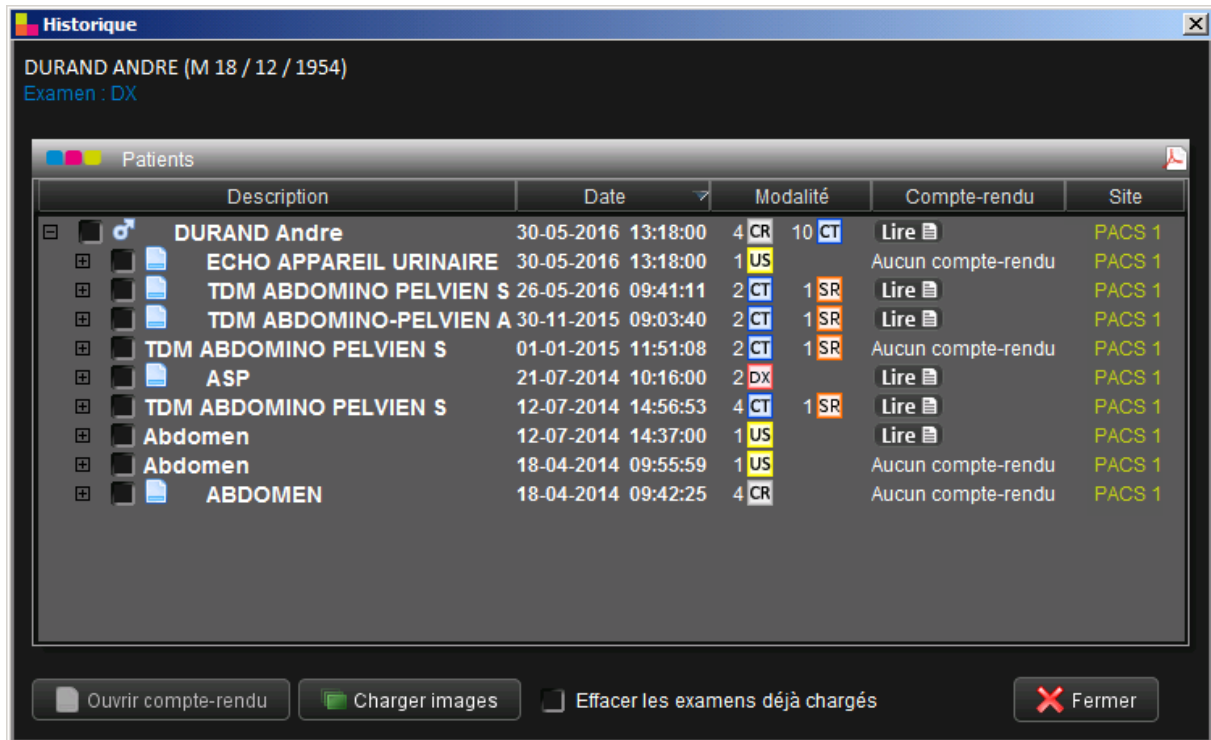 Historique
DURAND ANDRE (M 18 / 12 / 1954)
Examen : DX
Patients
Description Date Modalité Compte-rendu Site
DURAND Andre 30-05-2016 13:18:00 4 CR 10 CT Lire PACS 1
ECHO APPAREIL URINAIRE 30-05-2016 13:18:00 1 US Aucun compte-rendu PACS 1
TDM ABDOMINO PELVIEN S 26-05-2016 09:41:11 2 CT 1 SR Lire PACS 1
TDM ABDOMINO-PELVIEN A 30-11-2015 09:03:40 2 CT 1 SR Lire PACS 1
TDM ABDOMINO PELVIEN S 01-01-2015 11:51:08 2 CT 1 SR Aucun compte-rendu PACS 1
ASP 21-07-2014 10:16:00 2 DX Lire PACS 1
TDM ABDOMINO PELVIEN S 12-07-2014 14:56:53 4 CT 1 SR Lire PACS 1
Abdomen 12-07-2014 14:37:00 1 US Lire PACS 1
Abdomen 18-04-2014 09:55:59 1 US Aucun compte-rendu PACS 1
ABDOMEN 18-04-2014 09:42:25 4 CR Aucun compte-rendu PACS 1
Ouvrir compte-rendu Charger images Effacer les examens déjà chargés Fermer